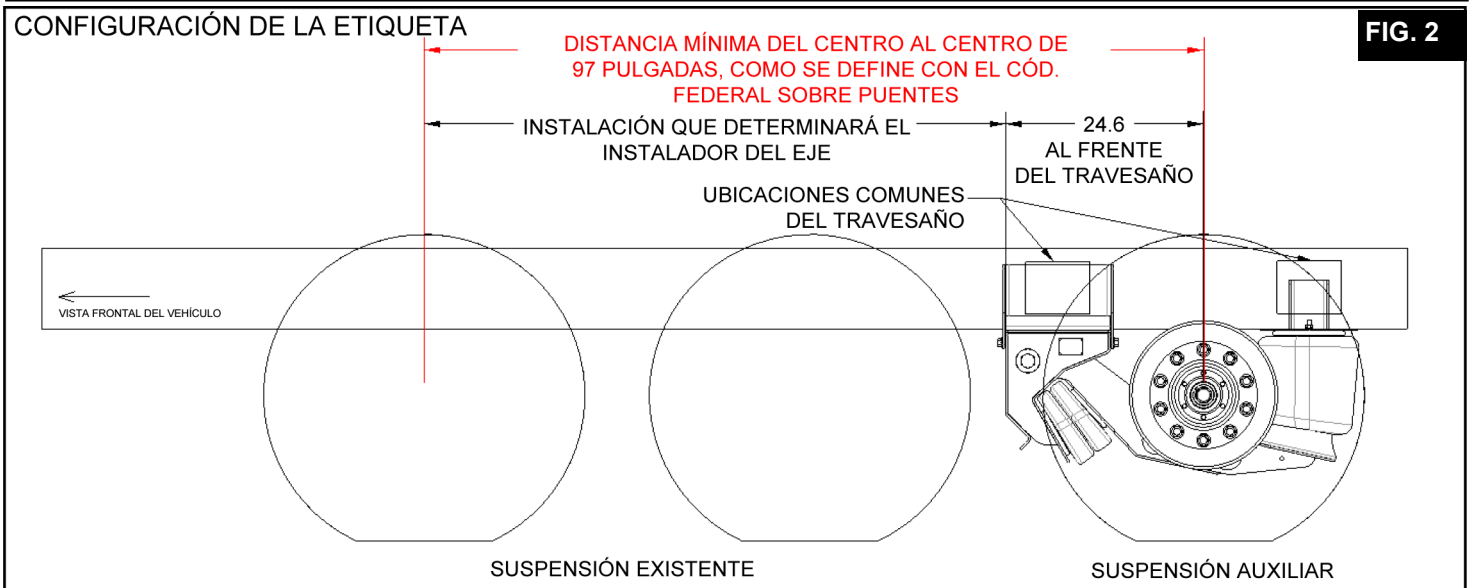 CONFIGURACIÓN DE LA ETIQUETA
FIG. 2
DISTANCIA MÍNIMA DEL CENTRO AL CENTRO DE
97 PULGADAS, COMO SE DEFINE CON EL CÓD.
FEDERAL SOBRE PUENTES
INSTALACIÓN QUE DETERMINARÁ EL
INSTALADOR DEL EJE
24.6
AL FRENTE
DEL TRAVESAÑO
UBICACIONES COMUNES
DEL TRAVESAÑO
VISTA FRONTAL DEL VEHÍCULO
SUSPENSIÓN EXISTENTE
SUSPENSIÓN AUXILIAR